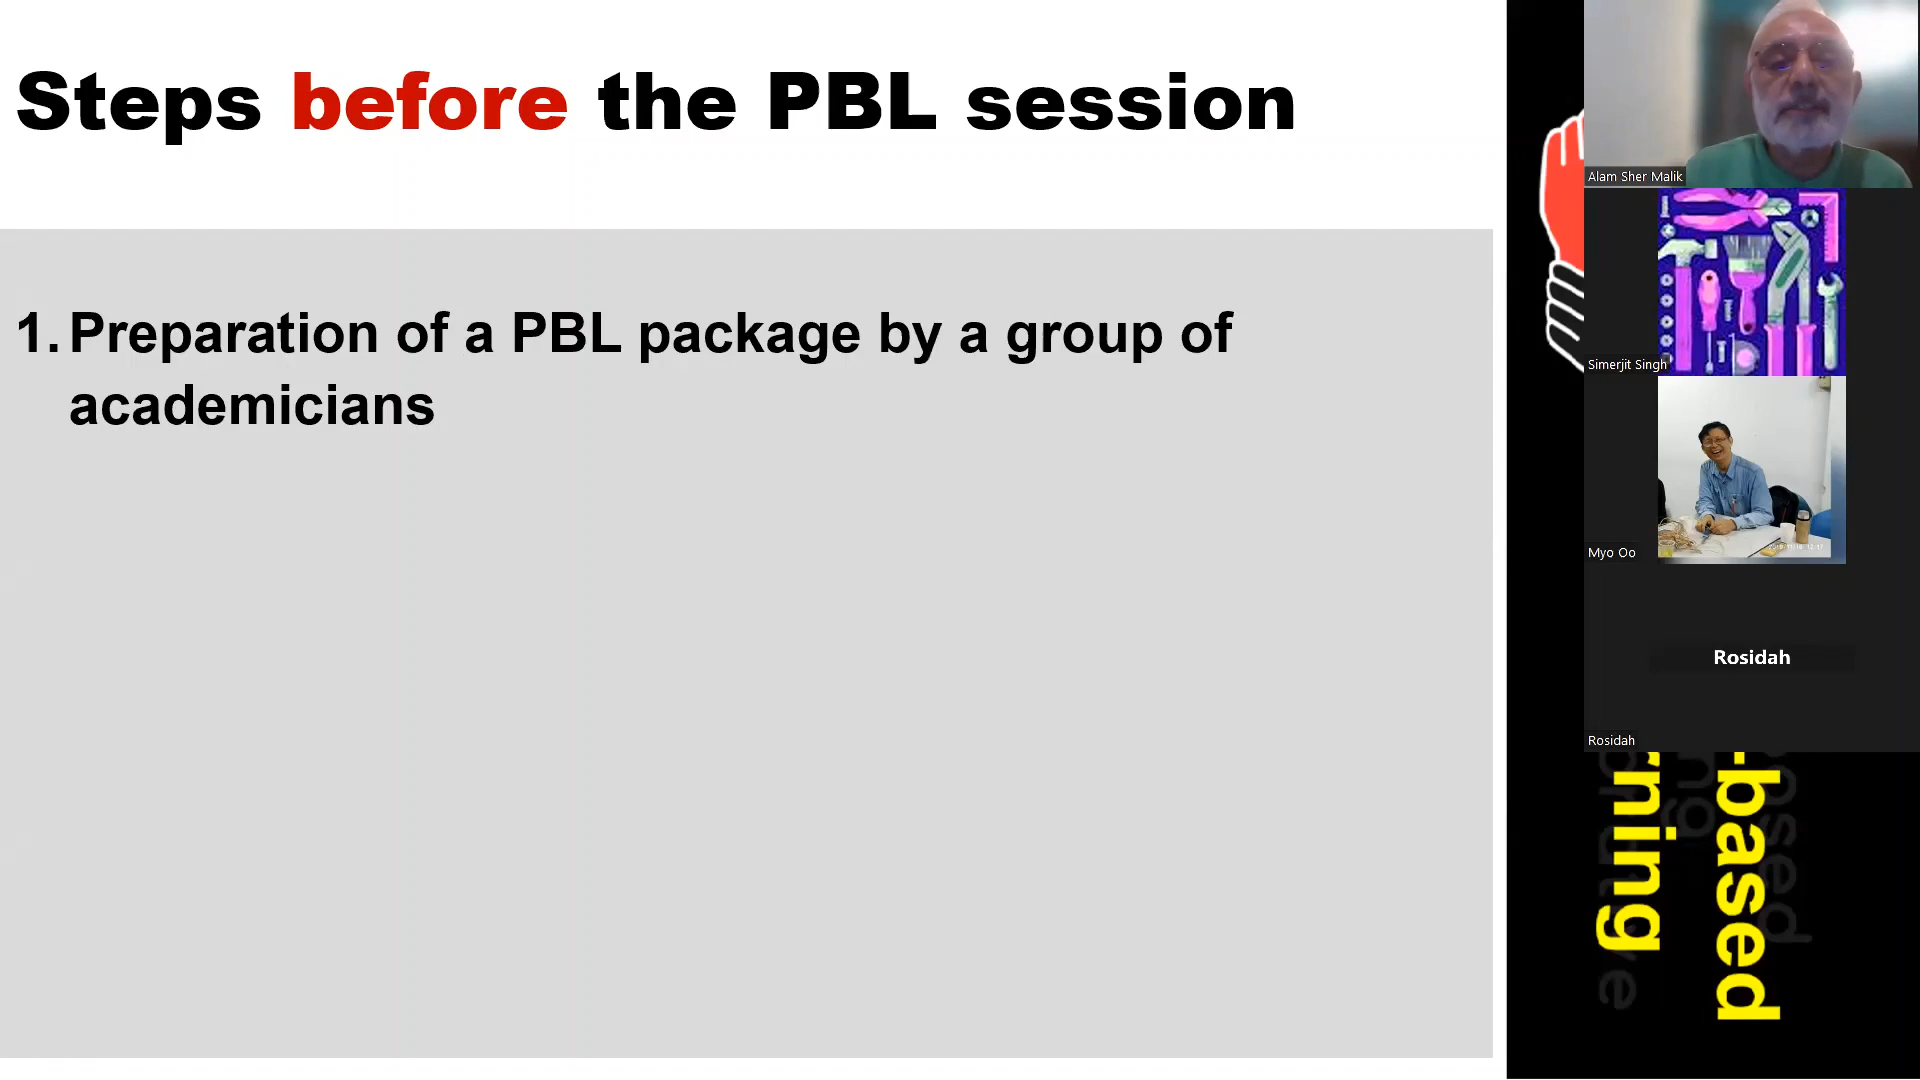 Steps before the PBL session
1. Preparation of a PBL package by a group of
academicians
Alam Sher Malik
Simerjit Singh
Myo Oo
Rosidah
Rosidah
-based
rning